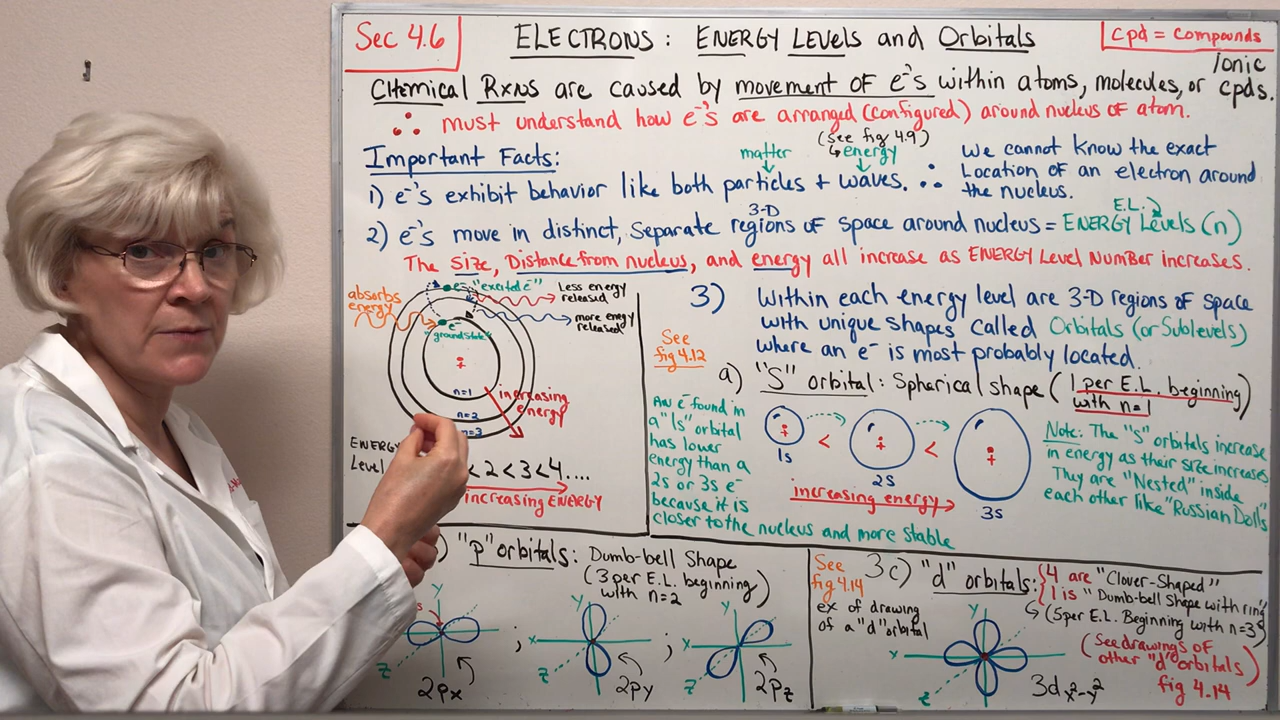 Sec 4.6
ELECTRONS: ENERGY LEVELS and Orbitals
cpd = compounds
Ionic
CHEMical RXNS are caused by movement OF e⁻'s within atoms, molecules, or cpds.
∴ must understand how e⁻'s are arranged (configured) around nucleus OF atom.
(see fig 4.9)
Important Facts:
matter
↳ energy
1) e⁻'s exhibit behavior like both particles + waves. ∴
We cannot know the exact
Location of an electron around
the nucleus.
3-D
E.L.
2) e⁻'s move in distinct, separate regions of space around nucleus = ENERGY Levels (n)
The size, Distance from nucleus, and energy all increase as ENERGY Level NumBer increases.
absorbs
energy
e⁻ "excited e⁻"
Less energy
released
more enegy
released
e⁻
ground state
+
n=1
n=2
n=3
increasing
energy
ENERGY
Level
< 2 < 3 < 4....
increasing ENERGY
3) Within each energy level are 3-D regions of space
with unique shapes called Orbitals (or Sublevels)
where an e⁻ is most probably located.
See
fig 4.12
a) "S" orbital: Spherical shape (1 per E.L. beginning)
with n=1
An e⁻ found in
a "1s" orbital
has lower
energy than a
2s or 3s e⁻
because it is
closer to the nucleus and more stable
+ < + < +
1s
2s
3s
increasing energy
Note: The "s" orbitals increase
in energy as their size increases
They are "Nested" inside
each other like "Russian Dolls"
) "p" orbitals: Dumb-bell Shape
(3 per E.L. beginning)
with n=2
Y
Z
2px
;
Y
X
Z
2py
;
Y
X
Z
2pz
See
fig 4.14
ex of drawing
of a "d" orbital
3c) "d" orbitals: {4 are "Clover-Shaped"
1 is "Dumb-bell Shape with ring"
(5 per E.L. Beginning with n=3)
(See drawings of
other "d" orbitals)
fig 4.14
Y
X
Z
3d x²-y²